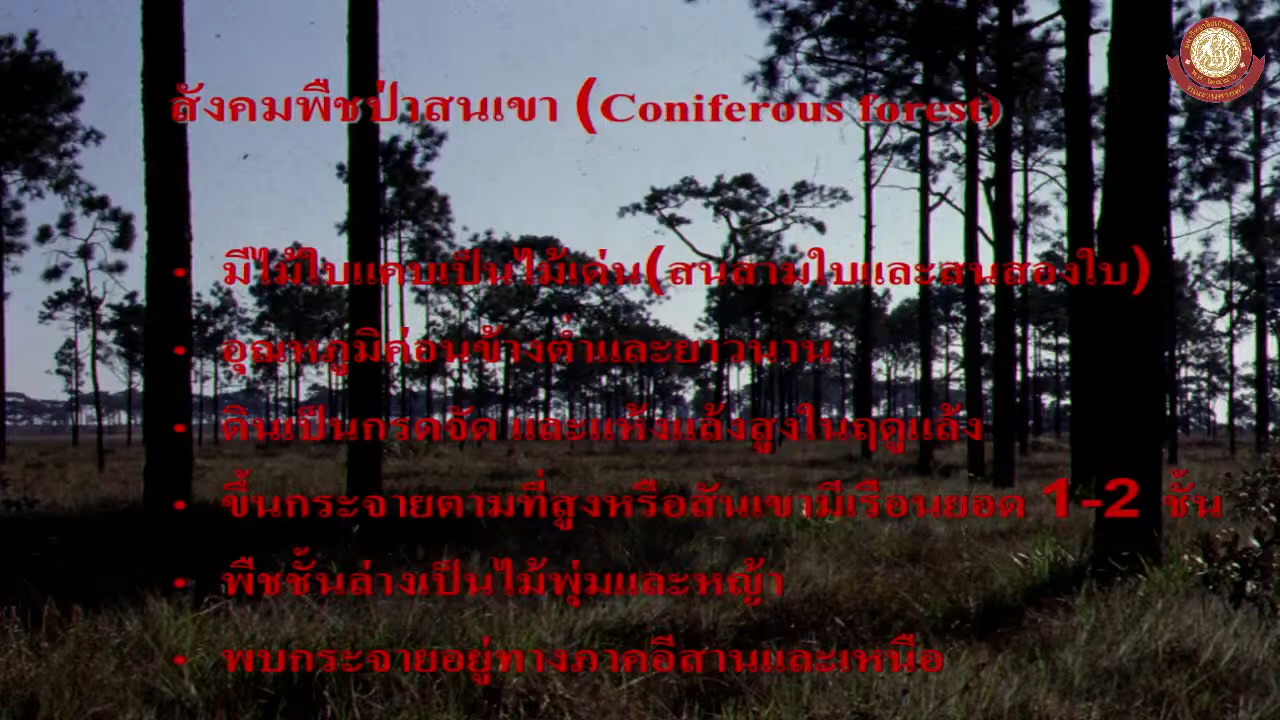 สังคมพืชป่าสนเขา (Coniferous forest)
• มีไม้ใบแคบเป็นไม้เด่น(สนสามใบและสนสองใบ)
• อุณหภูมิค่อนข้างต่ำและยาวนาน
• ดินเป็นกรดจัด และแห้งแล้งสูงในฤดูแล้ง
• ขึ้นกระจายตามที่สูงหรือสันเขามีเรือนยอด 1-2 ชั้น
• พืชชั้นล่างเป็นไม้พุ่มและหญ้า
• พบกระจายอยู่ทางภาคอีสานและเหนือ